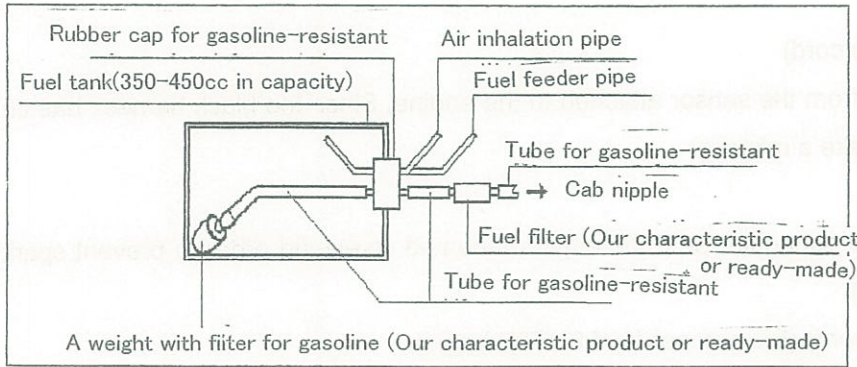 Rubber cap for gasoline-resistant
Air inhalation pipe
Fuel tank(350-450cc in capacity)
Fuel feeder pipe
Tube for gasoline-resistant
Cab nipple
Fuel filter (Our characteristic product
or ready-made)
Tube for gasoline-resistant
A weight with fiiter for gasoline (Our characteristic product or ready-made)